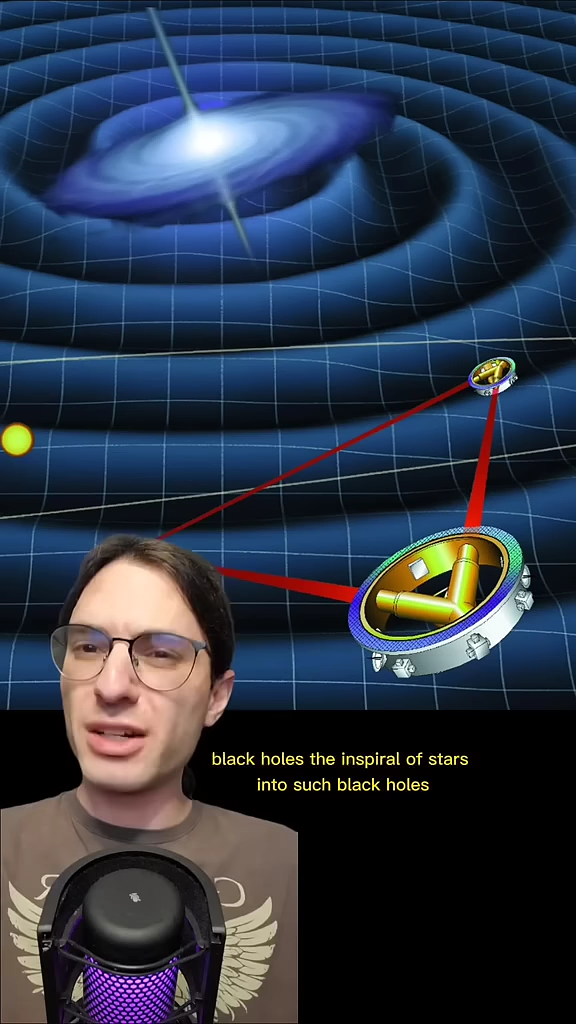 black holes the inspiral of stars
into such black holes